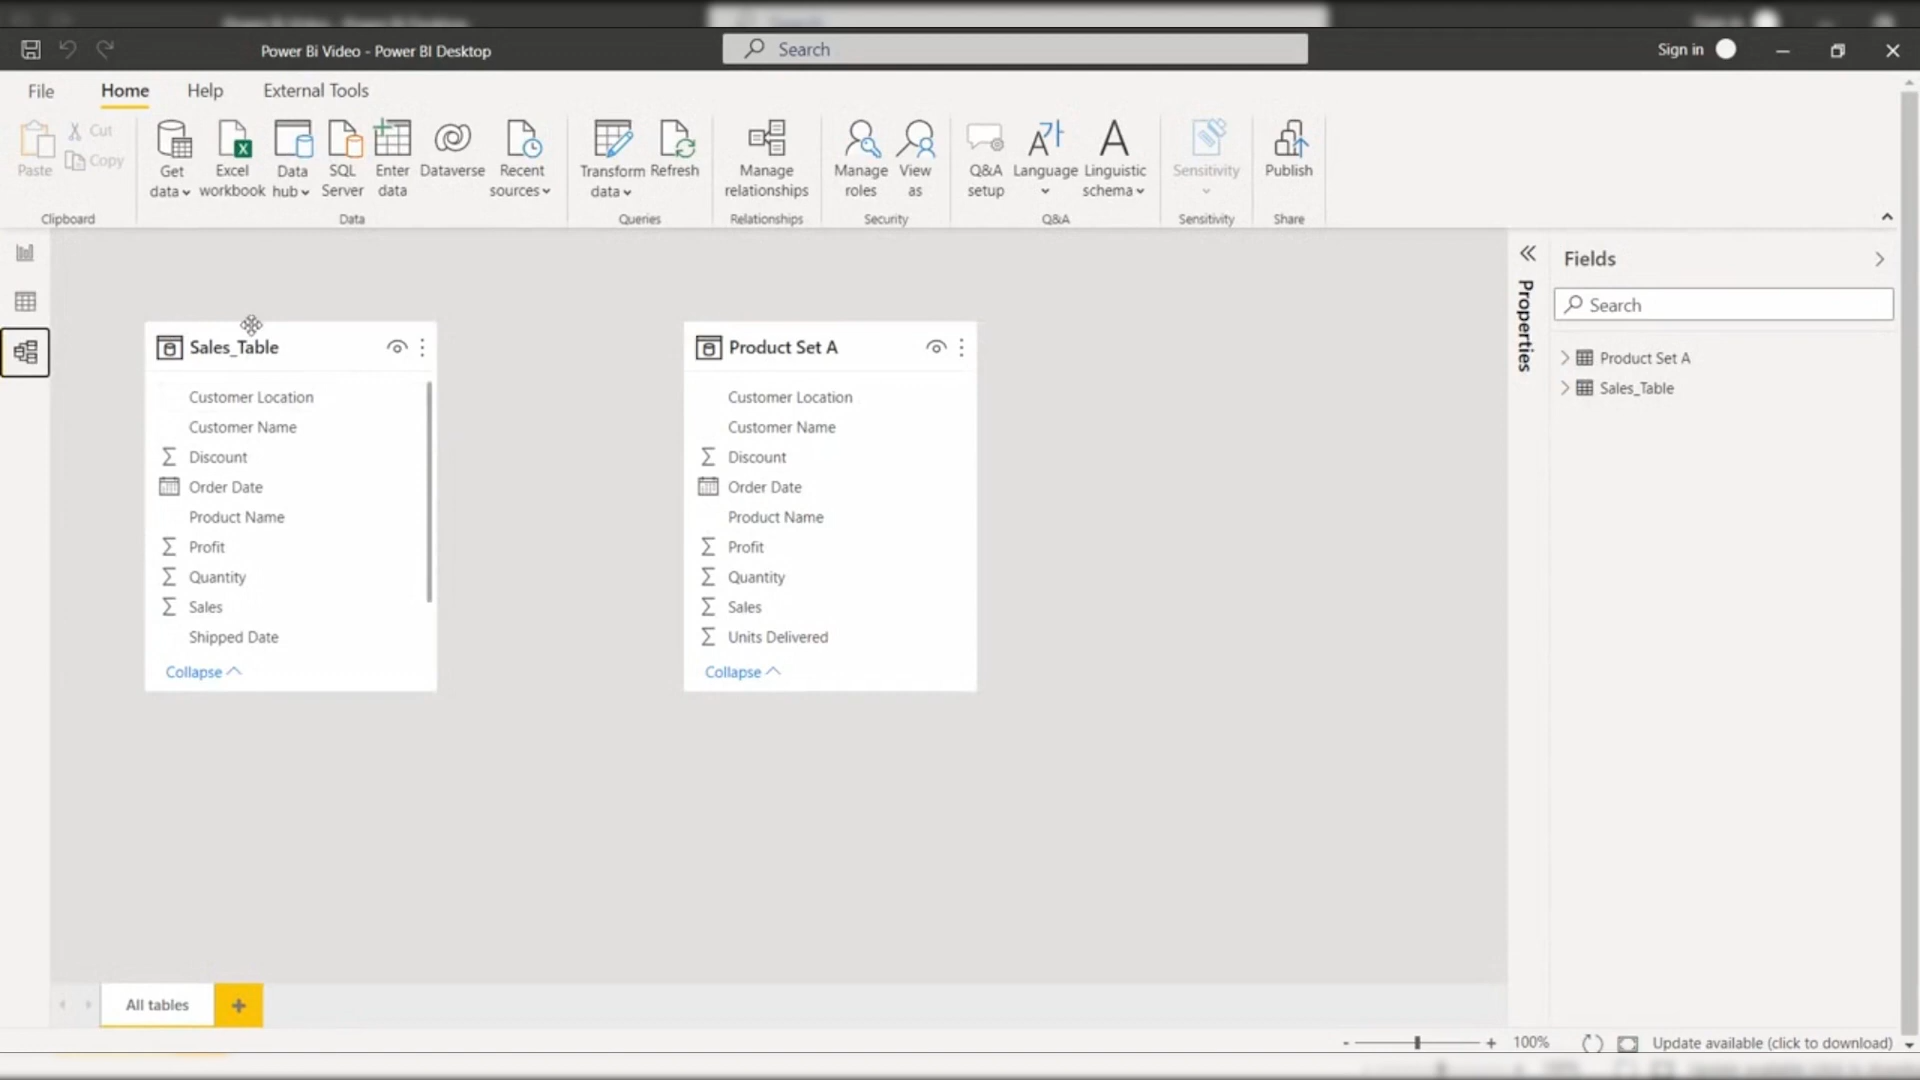 Power Bi Video - Power BI Desktop
Search
Sign in
File
Home
Help
External Tools
Paste
Cut
Copy
Get data
Excel workbook
Data hub
SQL Server
Enter data
Dataverse
Recent sources
Transform data
Refresh
Manage relationships
Manage roles
View as
Q&A setup
Language
Linguistic schema
Sensitivity
Publish
Clipboard
Data
Queries
Relationships
Security
Q&A
Sensitivity
Share
Sales_Table
Customer Location
Customer Name
Discount
Order Date
Product Name
Profit
Quantity
Sales
Shipped Date
Collapse
Product Set A
Customer Location
Customer Name
Discount
Order Date
Product Name
Profit
Quantity
Sales
Units Delivered
Collapse
Properties
Fields
Search
Product Set A
Sales_Table
All tables
+
- + 100%
Update available (click to download)